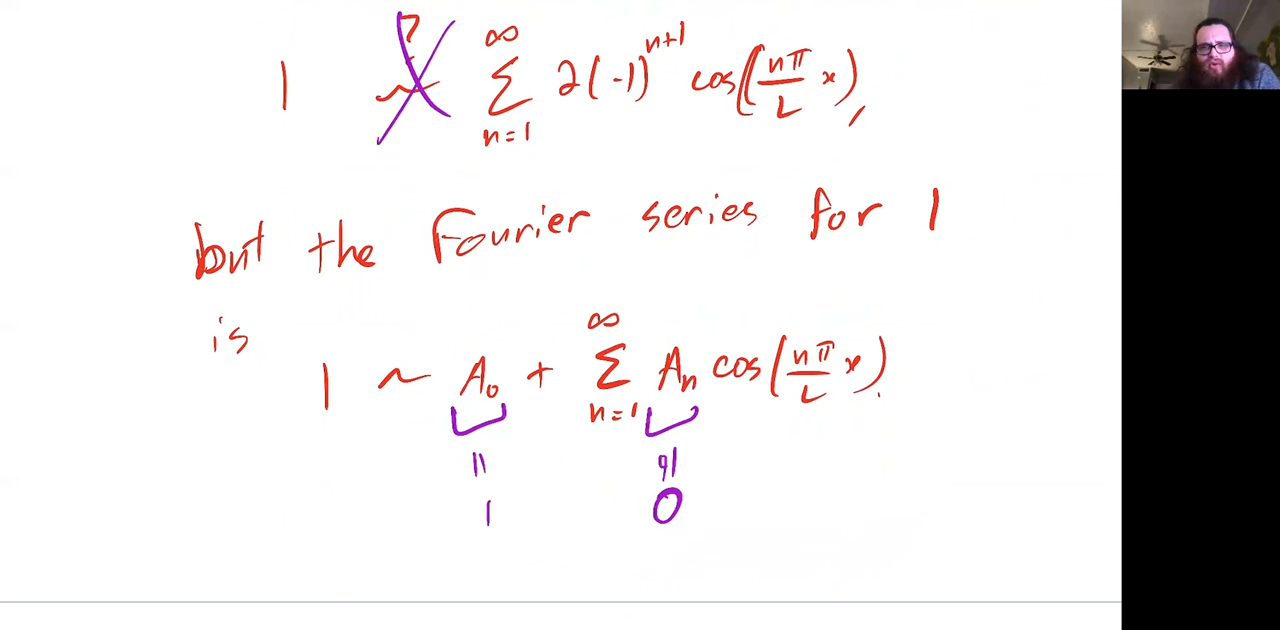 1 ≁? ∞ Σ n=1 2(-1)^{n+1} cos(nπ/L x),
but the Fourier series for 1
is
1 ~ A₀ + ∞ Σ n=1 Aₙ cos(nπ/L x).
|| ||
1 0